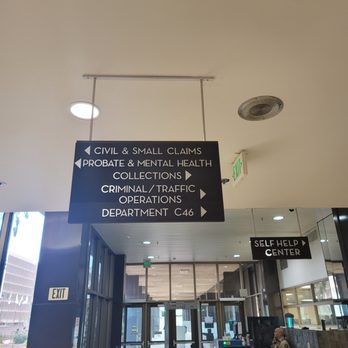 CIVIL & SMALL CLAIMS
PROBATE & MENTAL HEALTH
COLLECTIONS
CRIMINAL/TRAFFIC
OPERATIONS
DEPARTMENT C46
SELF HELP
CENTER
EXIT